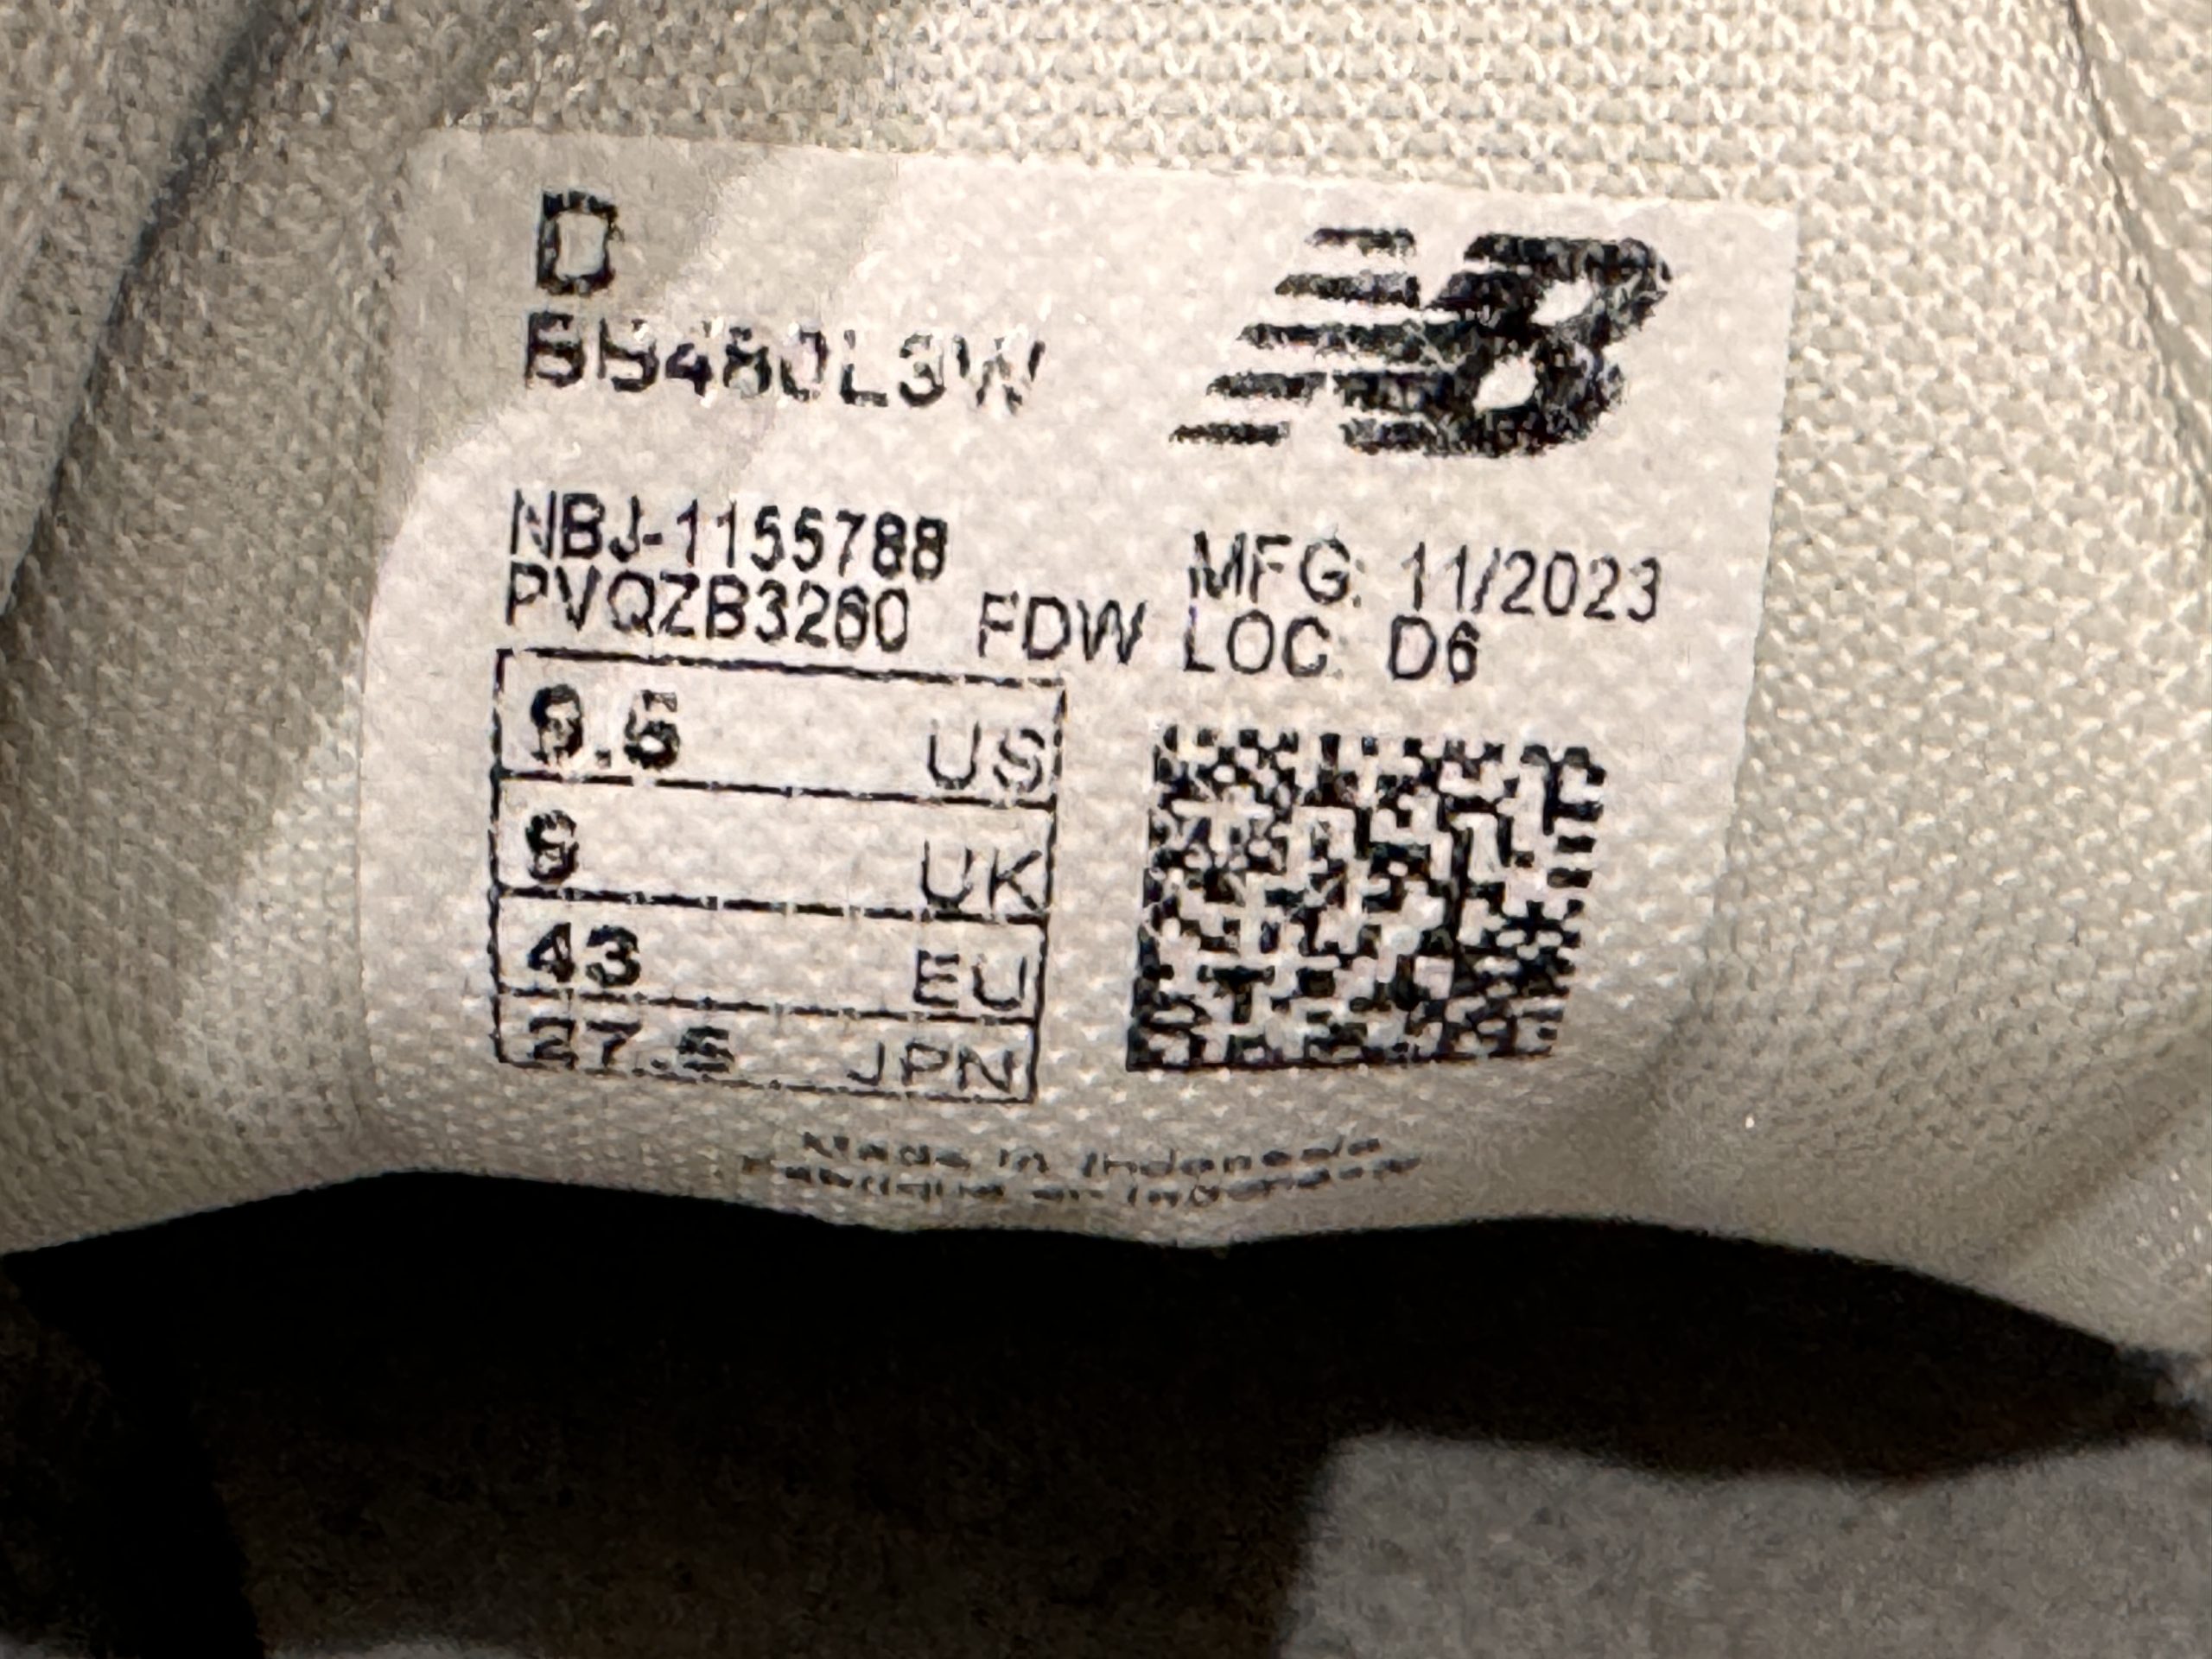 D
BB480L3W
NBJ-1155788
MFG: 11/2023
PVQZB3260 FDW LOC: D6
9.5 US
9 UK
43 EU
27.5 JPN
Made in Indonesia
Fabriqué en Indonésie